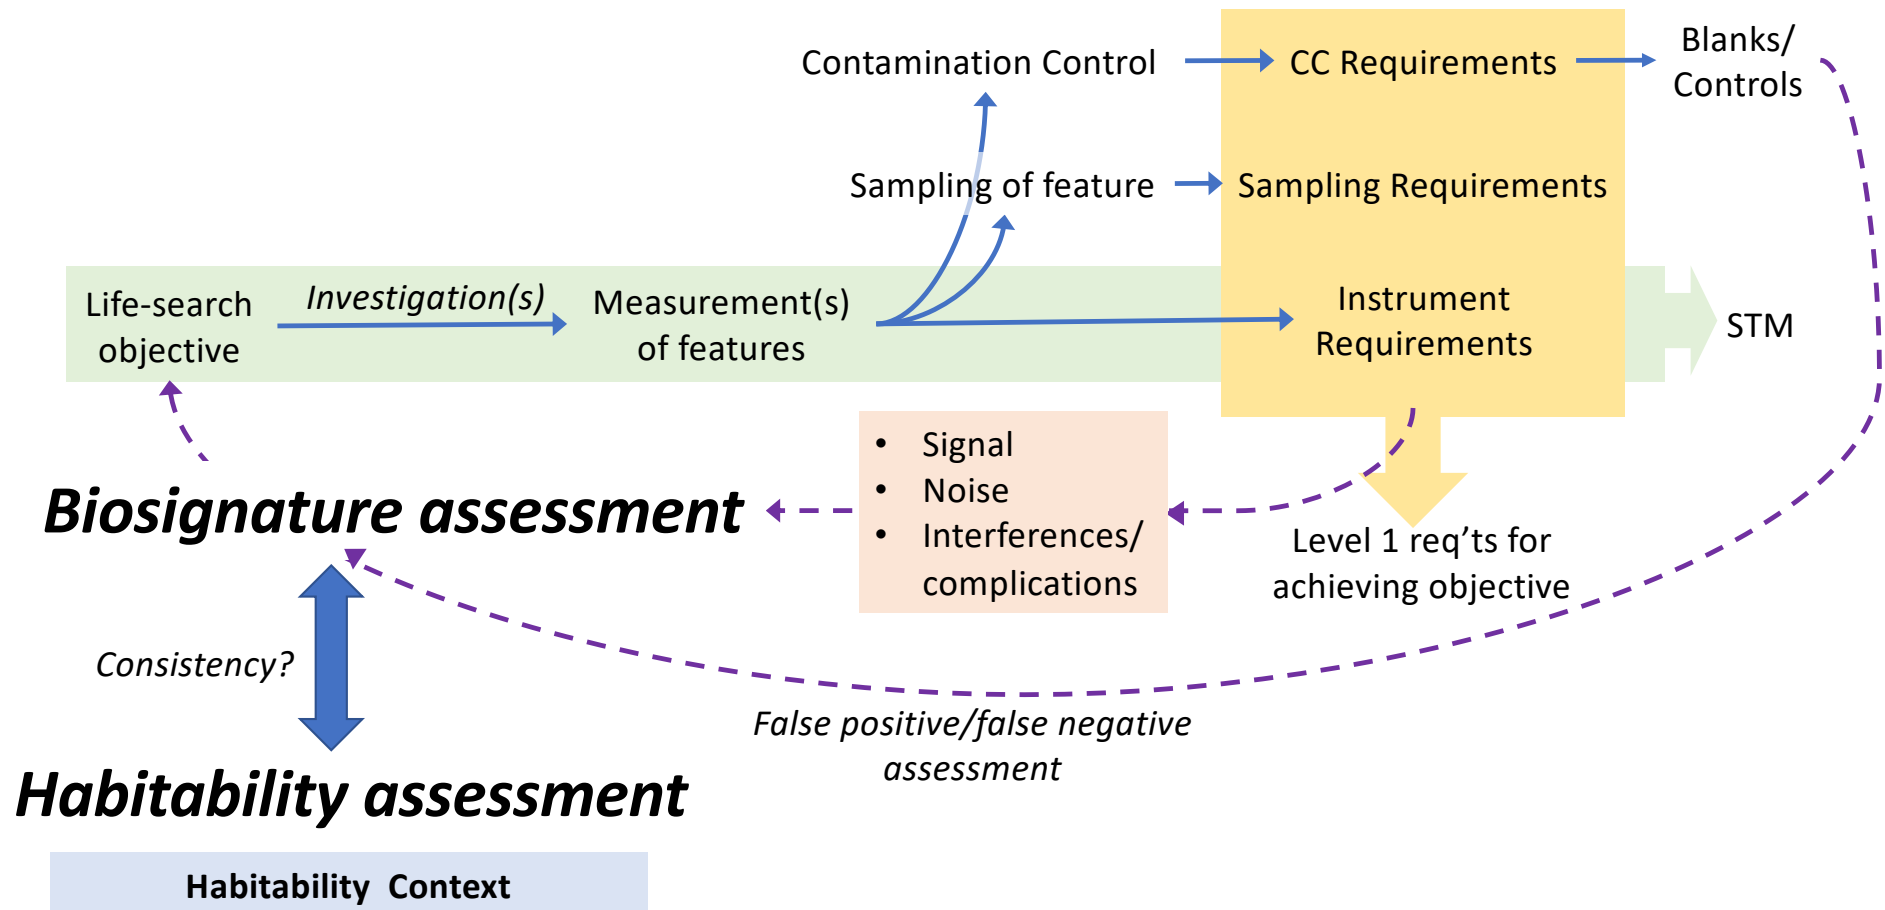 Contamination Control
CC Requirements
Blanks/
Controls
Sampling of feature
Sampling Requirements
Life-search
objective
Investigation(s)
Measurement(s)
of features
Instrument
Requirements
STM
Biosignature assessment
• Signal
• Noise
• Interferences/
complications
Level 1 req’ts for
achieving objective
Consistency?
False positive/false negative
assessment
Habitability assessment
Habitability Context